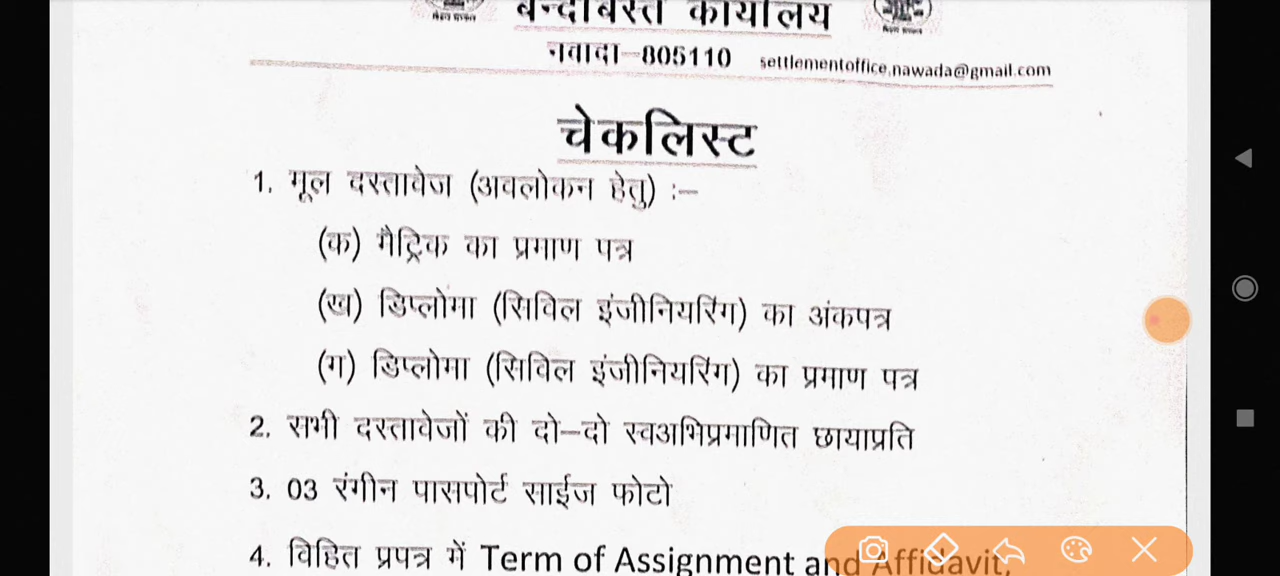 बन्दोबस्त कार्यालय
नवादा–805110 settlementoffice.nawada@gmail.com
चेकलिस्ट
1. मूल दस्तावेज (अवलोकन हेतु) :–
(क) मैट्रिक का प्रमाण पत्र
(ख) डिप्लोमा (सिविल इंजीनियरिंग) का अंकपत्र
(ग) डिप्लोमा (सिविल इंजीनियरिंग) का प्रमाण पत्र
2. सभी दस्तावेजों की दो–दो स्वअभिप्रमाणित छायाप्रति
3. 03 रंगीन पासपोर्ट साईज फोटो
4. विहित प्रपत्र में Term of Assignment and Affidavit,